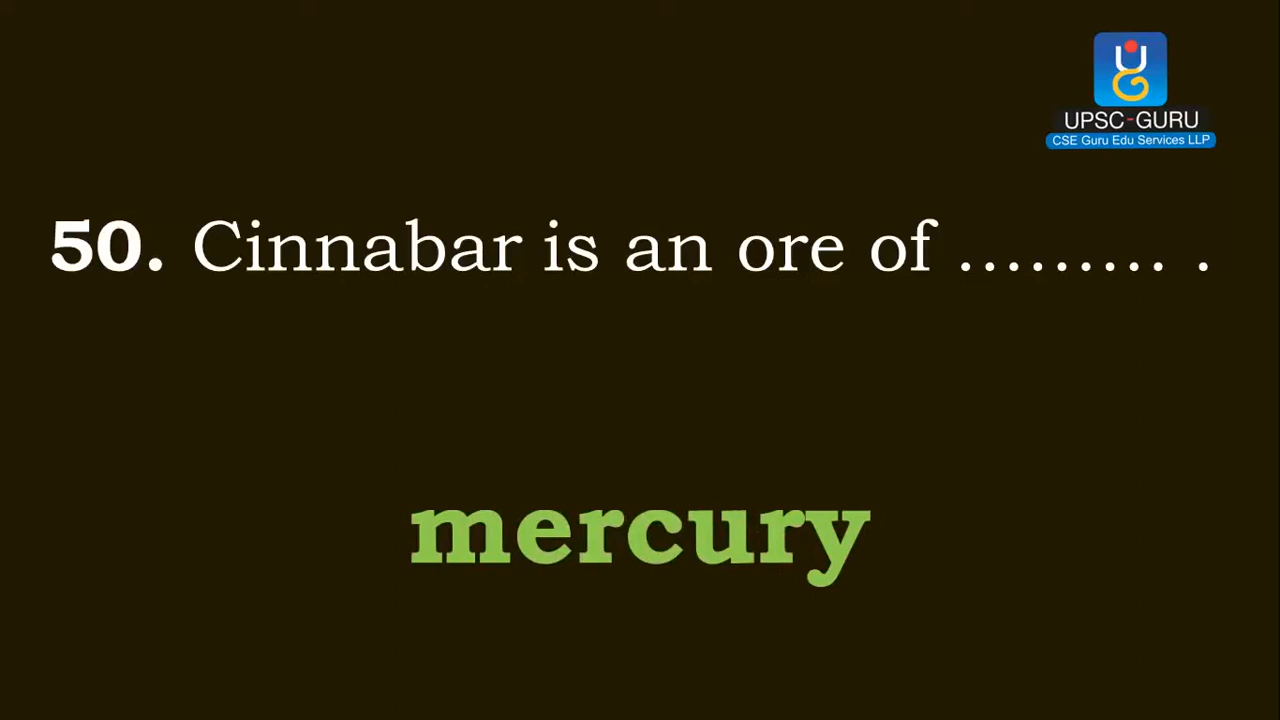 UPSC-GURU
CSE Guru Edu Services LLP
50. Cinnabar is an ore of ……… .
mercury